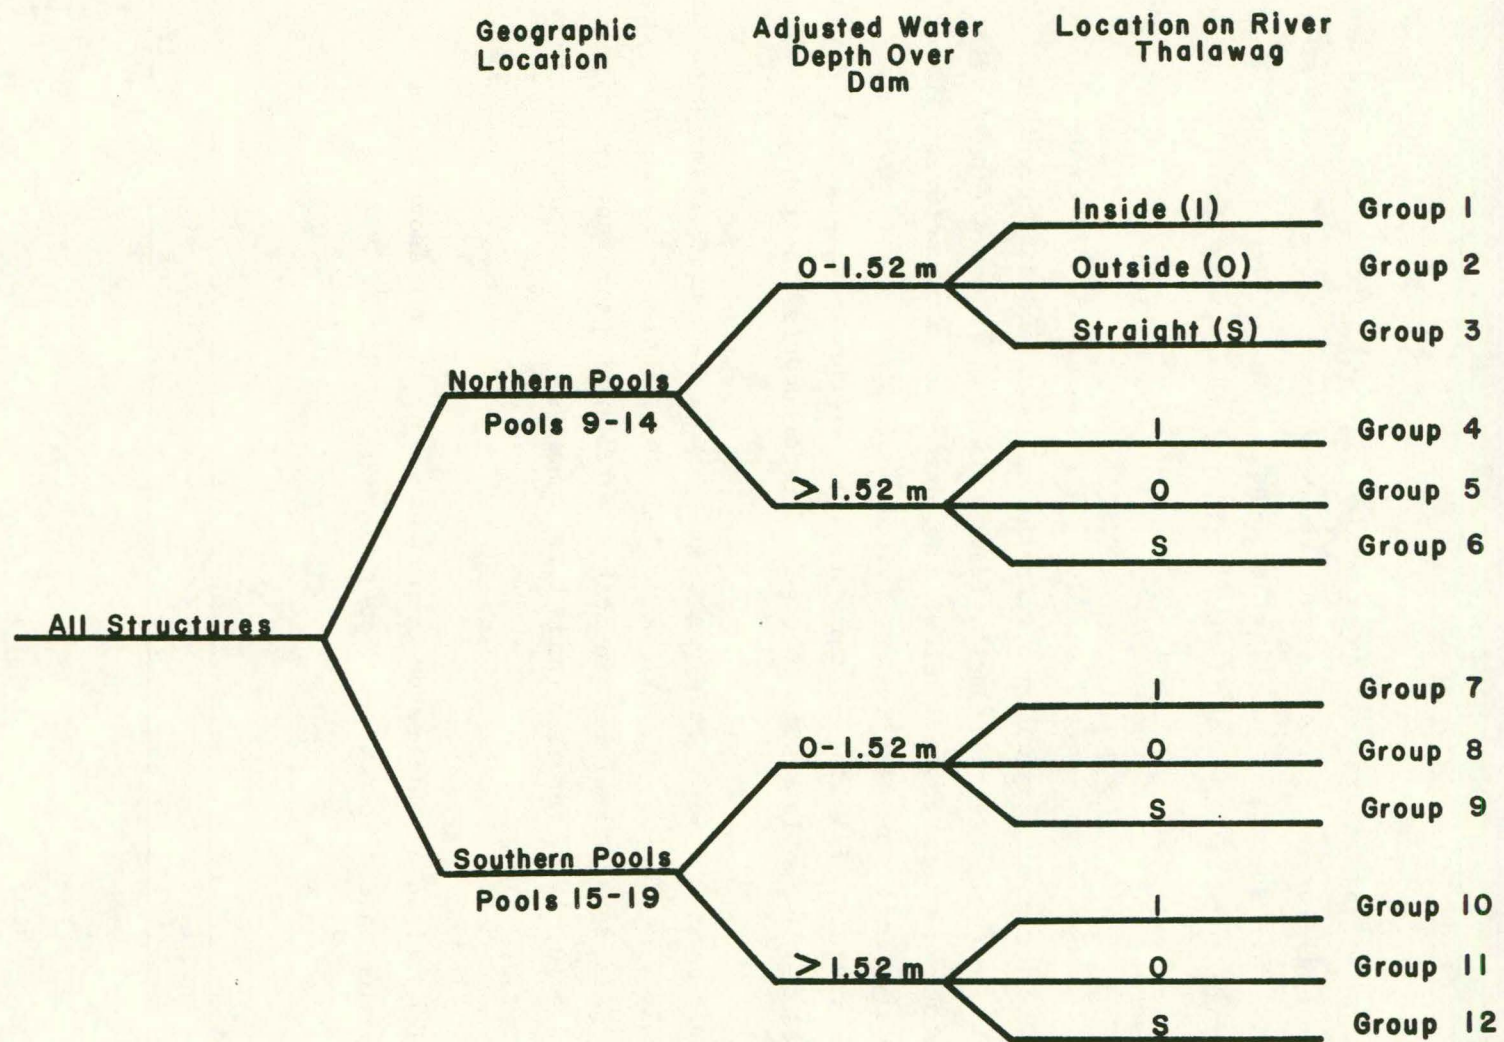 Geographic
Location
Adjusted Water
Depth Over
Dam
Location on River
Thalawag
All Structures
Northern Pools
Pools 9-14
0-1.52 m
Inside (I) Group 1
Outside (O) Group 2
Straight (S) Group 3
>1.52 m
I Group 4
O Group 5
S Group 6
Southern Pools
Pools 15-19
0-1.52 m
I Group 7
O Group 8
S Group 9
>1.52 m
I Group 10
O Group 11
S Group 12